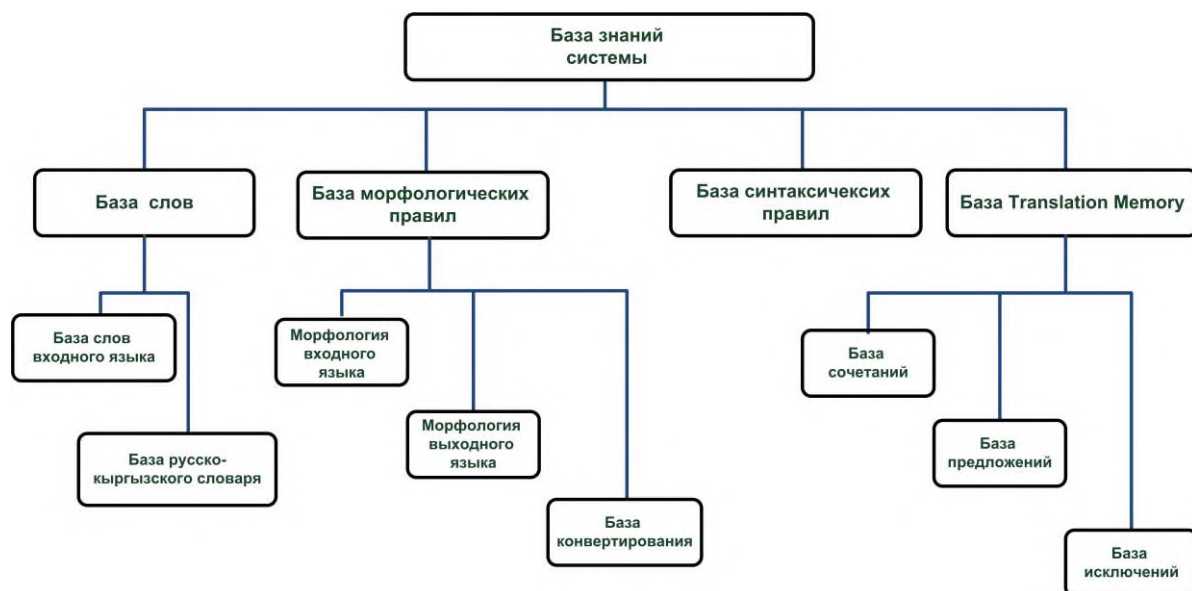 База знаний
системы
База слов
База морфологических
правил
База синтаксичексих
правил
База Translation Memory
База слов
входного языка
Морфология
входного
языка
База
сочетаний
Морфология
выходного
языка
База
предложений
База русско-
кыргызского словаря
База
конвертирования
База
исключений